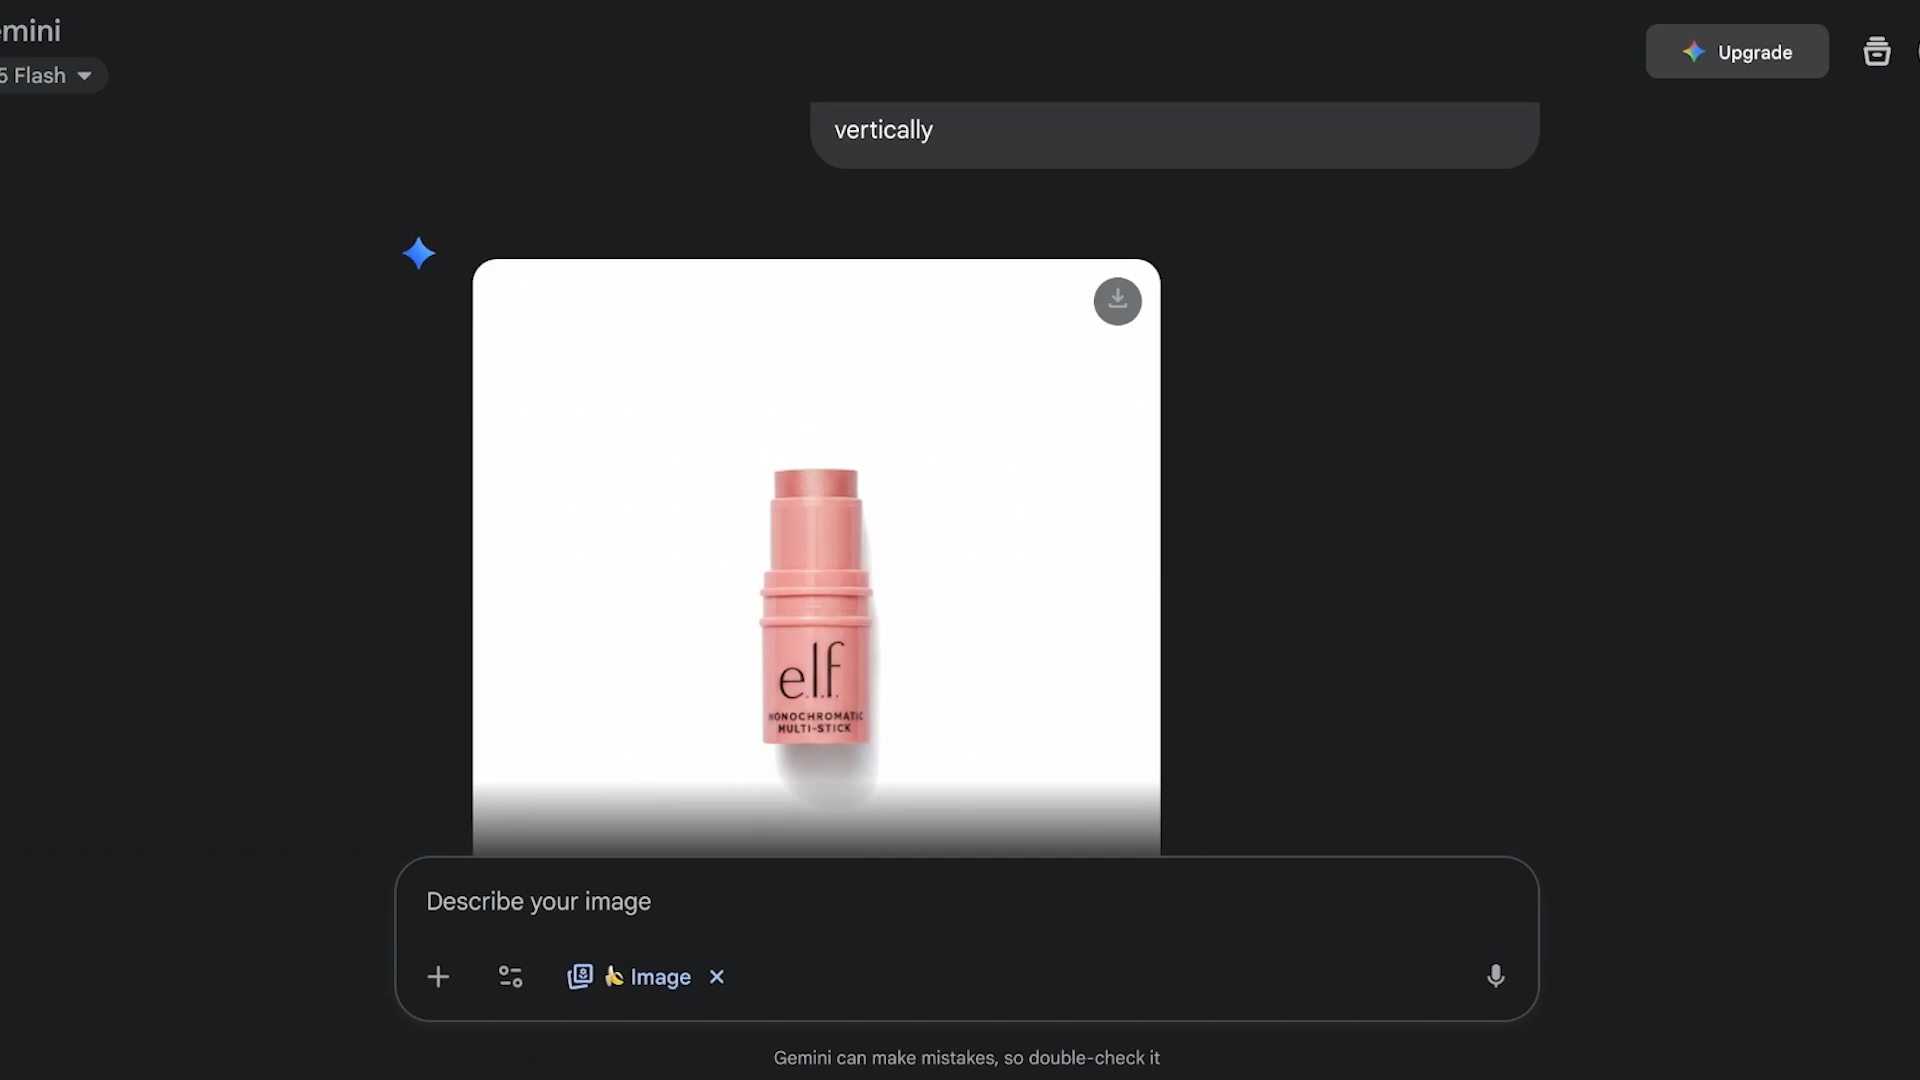 emini
5 Flash
Upgrade
vertically
e.l.f.
MONOCHROMATIC
MULTI-STICK
Describe your image
Image
Gemini can make mistakes, so double-check it